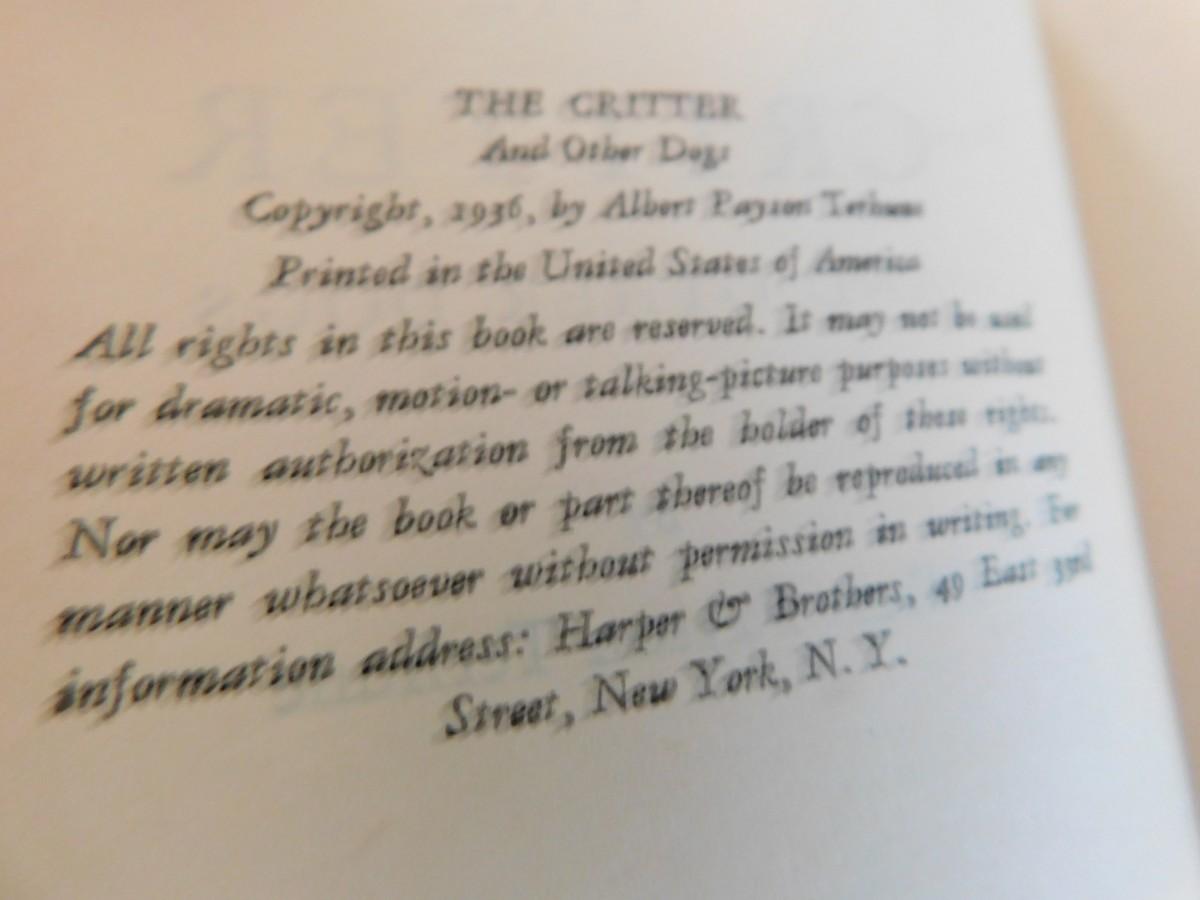 THE CRITTER
And Other Dogs
Copyright, 1936, by Albert Payson Terhune
Printed in the United States of America
All rights in this book are reserved. It may not be used
for dramatic, motion- or talking-picture purposes without
written authorization from the holder of these rights.
Nor may the book or part thereof be reproduced in any
manner whatsoever without permission in writing. For
information address: Harper & Brothers, 49 East 33rd
Street, New York, N. Y.